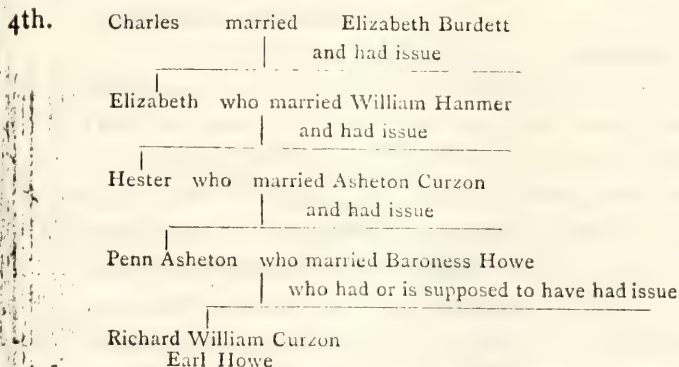 4th. Charles married Elizabeth Burdett
and had issue
Elizabeth who married William Hanmer
and had issue
Hester who married Asheton Curzon
and had issue
Penn Asheton who married Baroness Howe
who had or is supposed to have had issue
Richard William Curzon
Earl Howe